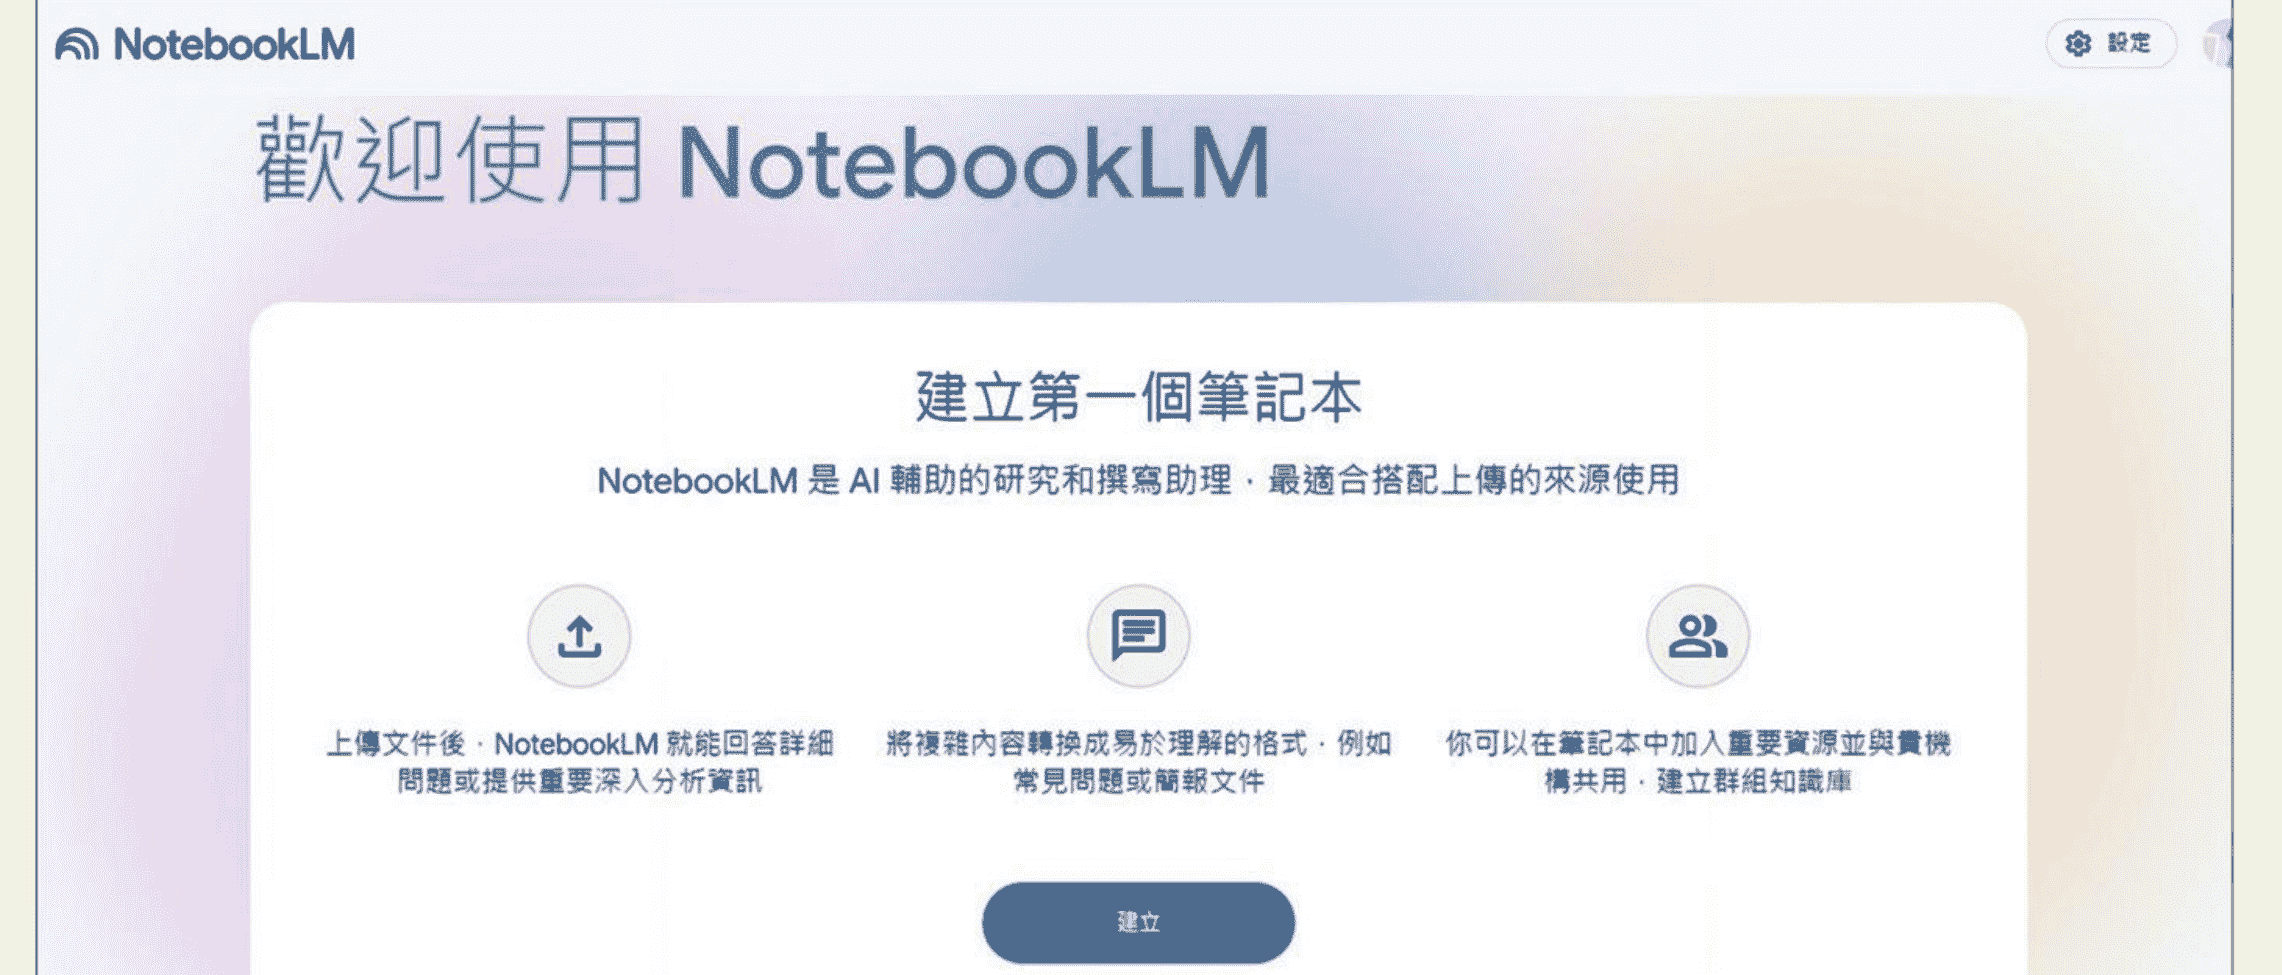 NotebookLM
設定
歡迎使用 NotebookLM
建立第一個筆記本
NotebookLM 是 AI 輔助的研究和撰寫助理，最適合搭配上傳的來源使用
上傳文件後，NotebookLM 就能回答詳細
問題或提供重要深入分析資訊
將複雜內容轉換成易於理解的格式，例如
常見問題或簡報文件
你可以在筆記本中加入重要資源並與貴機
構共用，建立群組知識庫
建立